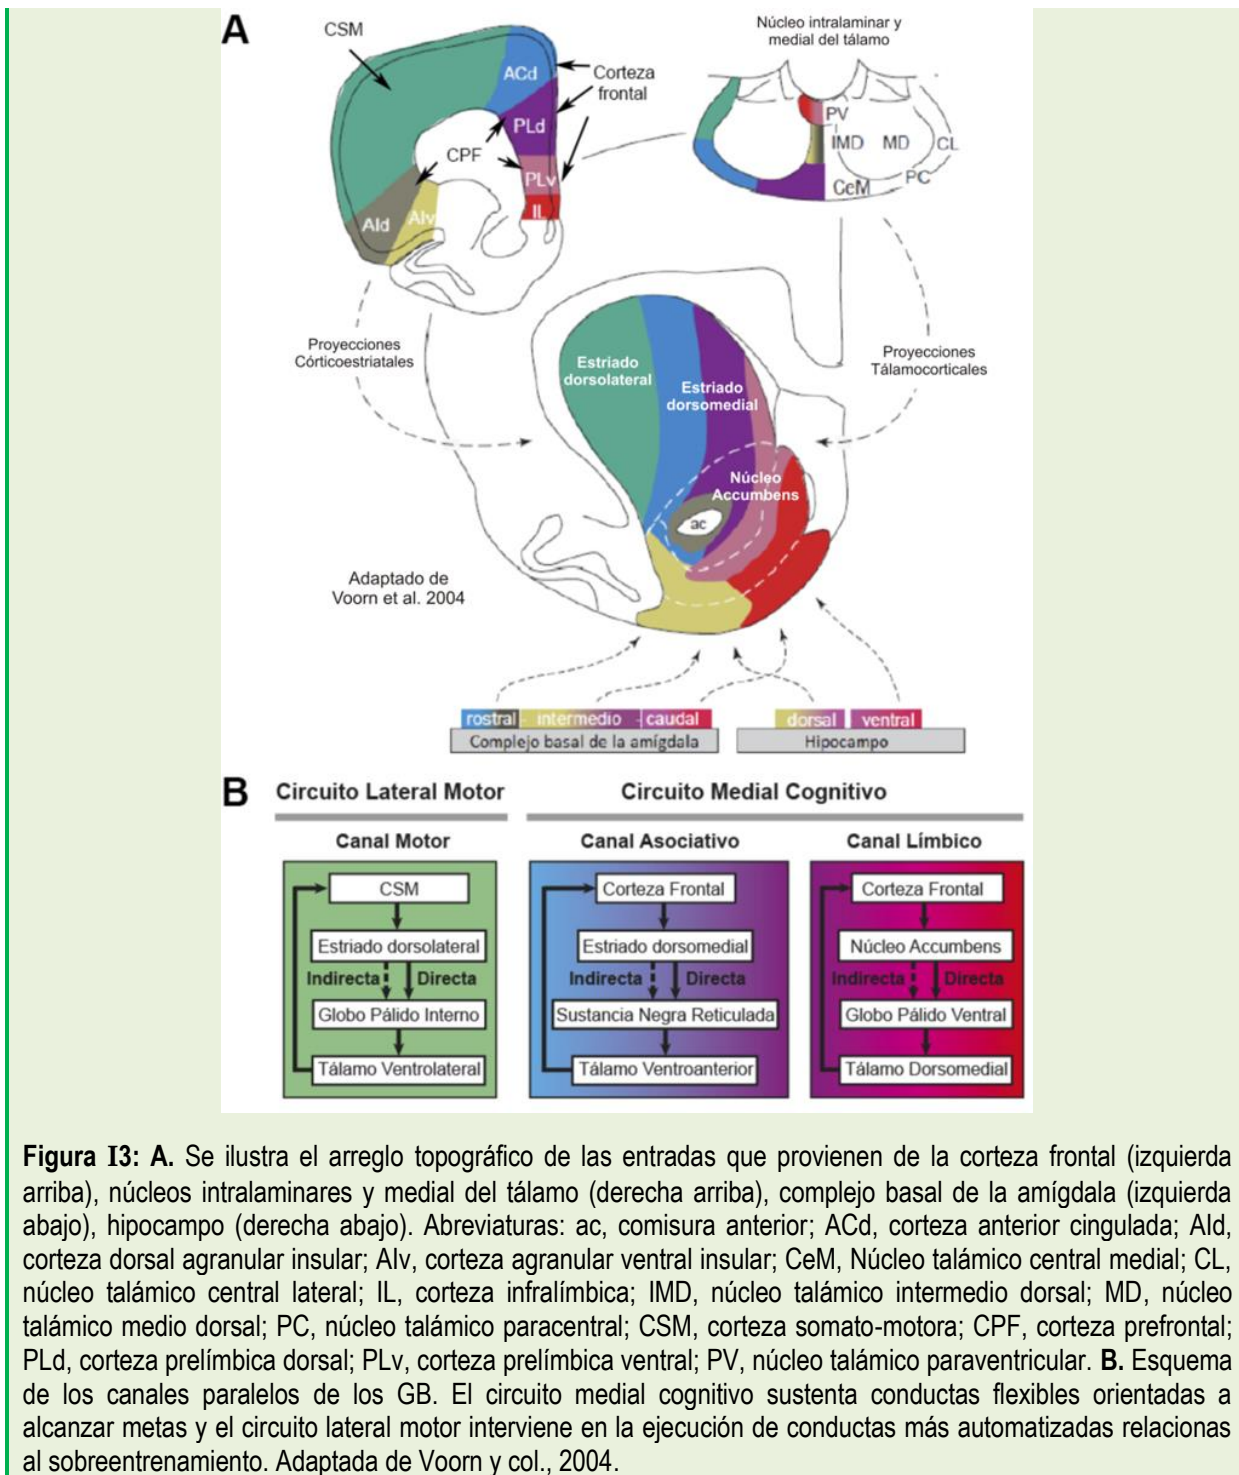 A
CSM
ACd
Corteza
frontal
PLd
CPF
PLv
IL
AId
AIv
Núcleo intralaminar y
medial del tálamo
PV
IMD
MD
CL
PC
CeM
Proyecciones
Córticoestriatales
Proyecciones
Tálamocorticales
Estriado
dorsolateral
Estriado
dorsomedial
Núcleo
Accumbens
ac
Adaptado de
Voorn et al. 2004
rostral - intermedio - caudal
Complejo basal de la amígdala
dorsal ventral
Hipocampo
B
Circuito Lateral Motor
Circuito Medial Cognitivo
Canal Motor
Canal Asociativo
Canal Límbico
CSM
Estriado dorsolateral
Indirecta Directa
Globo Pálido Interno
Tálamo Ventrolateral
Corteza Frontal
Estriado dorsomedial
Indirecta Directa
Sustancia Negra Reticulada
Tálamo Ventroanterior
Corteza Frontal
Núcleo Accumbens
Indirecta Directa
Globo Pálido Ventral
Tálamo Dorsomedial
Figura I3: A. Se ilustra el arreglo topográfico de las entradas que provienen de la corteza frontal (izquierda
arriba), núcleos intralaminares y medial del tálamo (derecha arriba), complejo basal de la amígdala (izquierda
abajo), hipocampo (derecha abajo). Abreviaturas: ac, comisura anterior; ACd, corteza anterior cingulada; AId,
corteza dorsal agranular insular; AIv, corteza agranular ventral insular; CeM, Núcleo talámico central medial; CL,
núcleo talámico central lateral; IL, corteza infralímbica; IMD, núcleo talámico intermedio dorsal; MD, núcleo
talámico medio dorsal; PC, núcleo talámico paracentral; CSM, corteza somato-motora; CPF, corteza prefrontal;
PLd, corteza prelímbica dorsal; PLv, corteza prelímbica ventral; PV, núcleo talámico paraventricular. B. Esquema
de los canales paralelos de los GB. El circuito medial cognitivo sustenta conductas flexibles orientadas a
alcanzar metas y el circuito lateral motor interviene en la ejecución de conductas más automatizadas relacionas
al sobreentrenamiento. Adaptada de Voorn y col., 2004.